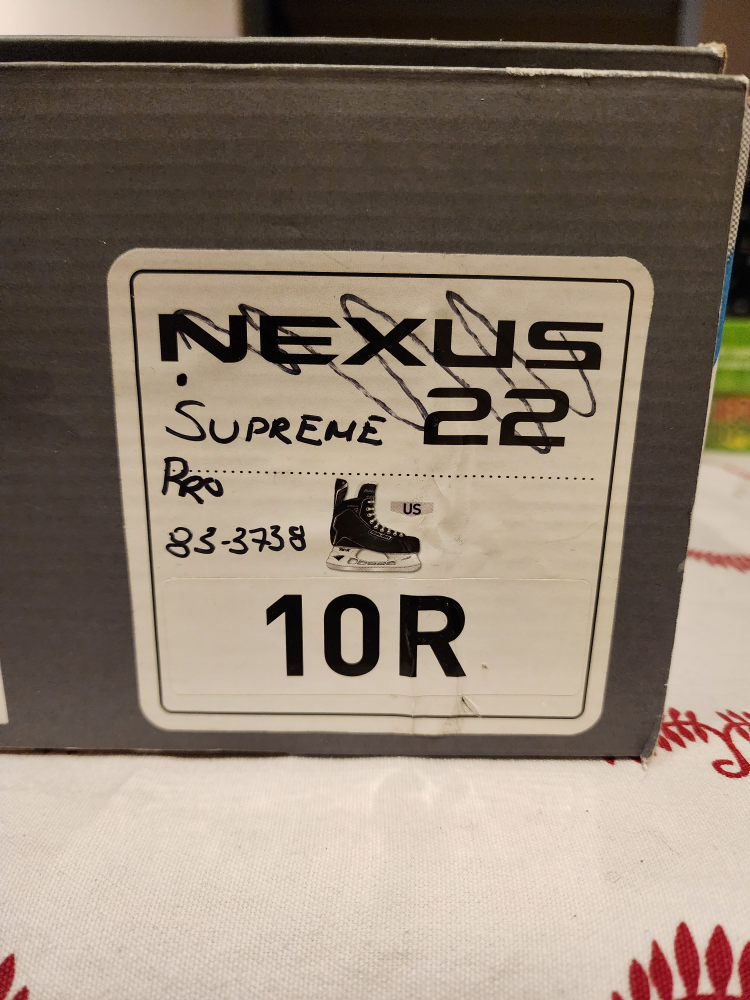 NEXUS
22
SUPREME
PRO
US
83-3738
10R